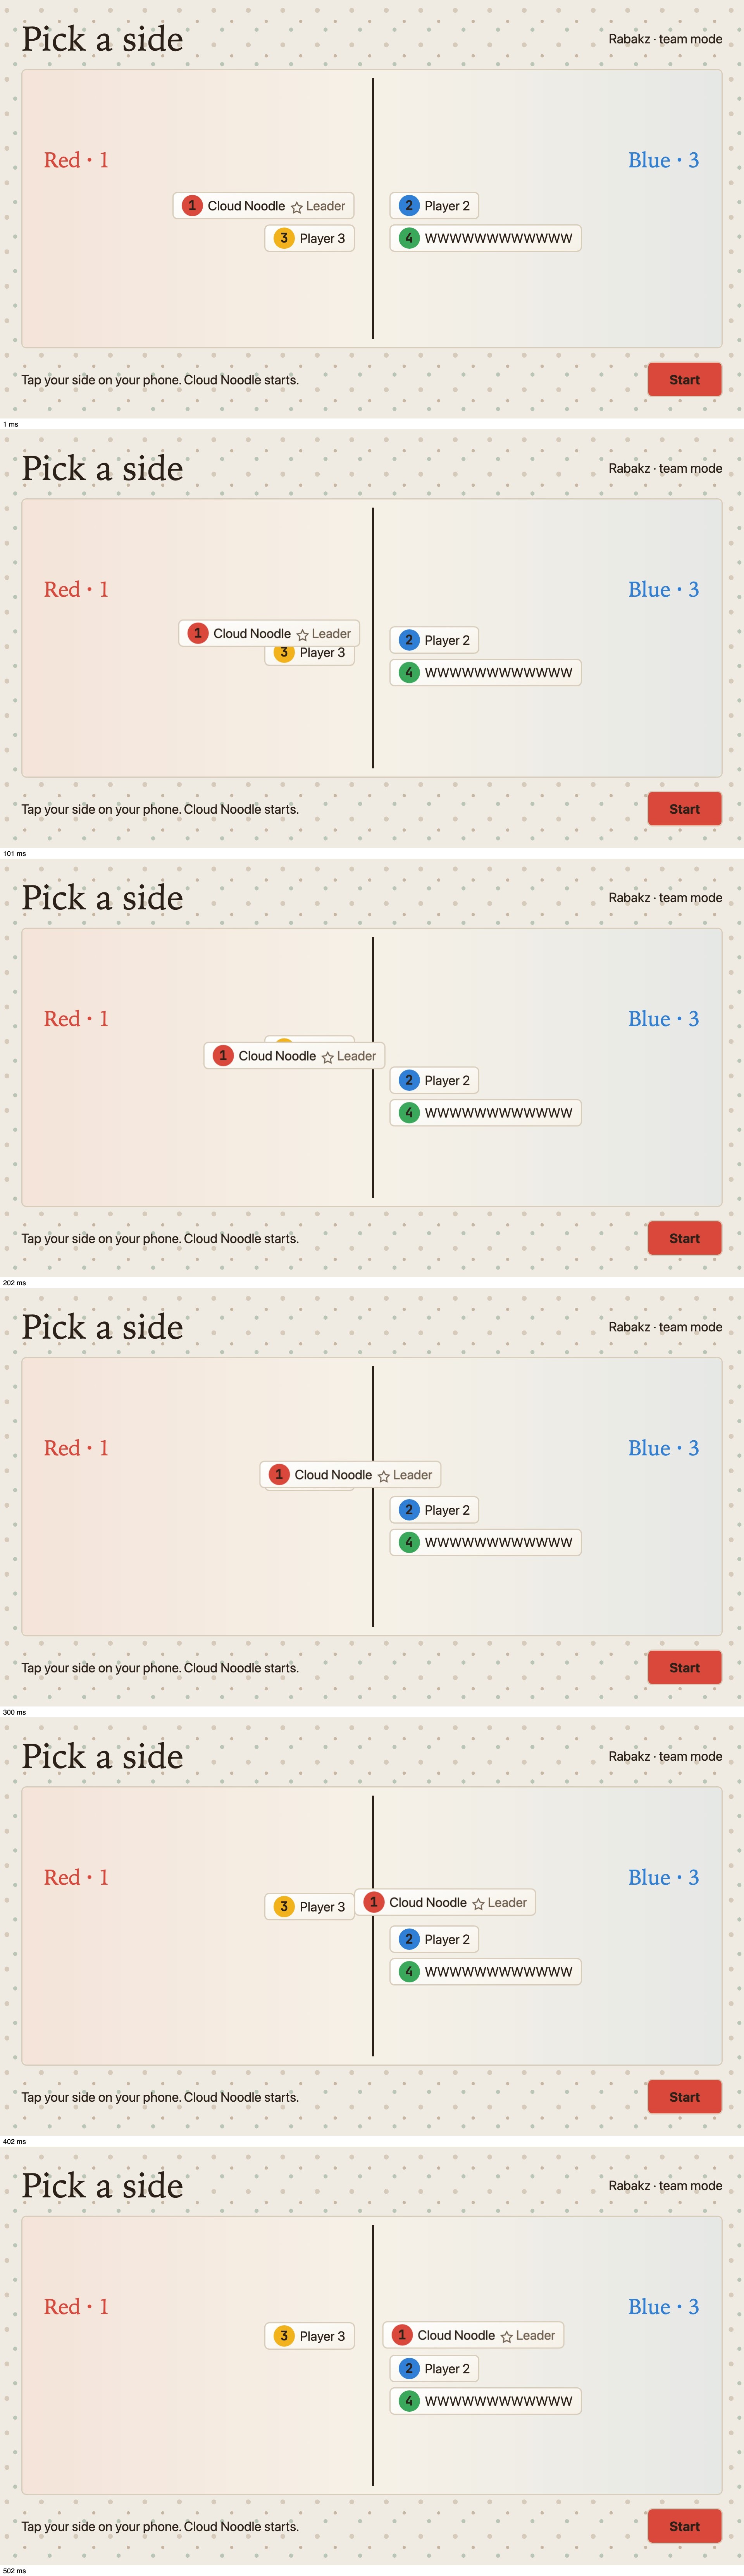 Pick a side
Rabakz · team mode
Red · 1
Blue · 3
1 Cloud Noodle ☆ Leader
2 Player 2
3 Player 3
4 WWWWWWWWWWWW
Tap your side on your phone. Cloud Noodle starts.
Start
1 ms
Pick a side
Rabakz · team mode
Red · 1
Blue · 3
1 Cloud Noodle ☆ Leader
2 Player 2
3 Player 3
4 WWWWWWWWWWWW
Tap your side on your phone. Cloud Noodle starts.
Start
101 ms
Pick a side
Rabakz · team mode
Red · 1
Blue · 3
1 Cloud Noodle ☆ Leader
2 Player 2
4 WWWWWWWWWWWW
Tap your side on your phone. Cloud Noodle starts.
Start
202 ms
Pick a side
Rabakz · team mode
Red · 1
Blue · 3
1 Cloud Noodle ☆ Leader
2 Player 2
4 WWWWWWWWWWWW
Tap your side on your phone. Cloud Noodle starts.
Start
300 ms
Pick a side
Rabakz · team mode
Red · 1
Blue · 3
3 Player 3
1 Cloud Noodle ☆ Leader
2 Player 2
4 WWWWWWWWWWWW
Tap your side on your phone. Cloud Noodle starts.
Start
402 ms
Pick a side
Rabakz · team mode
Red · 1
Blue · 3
3 Player 3
1 Cloud Noodle ☆ Leader
2 Player 2
4 WWWWWWWWWWWW
Tap your side on your phone. Cloud Noodle starts.
Start
502 ms